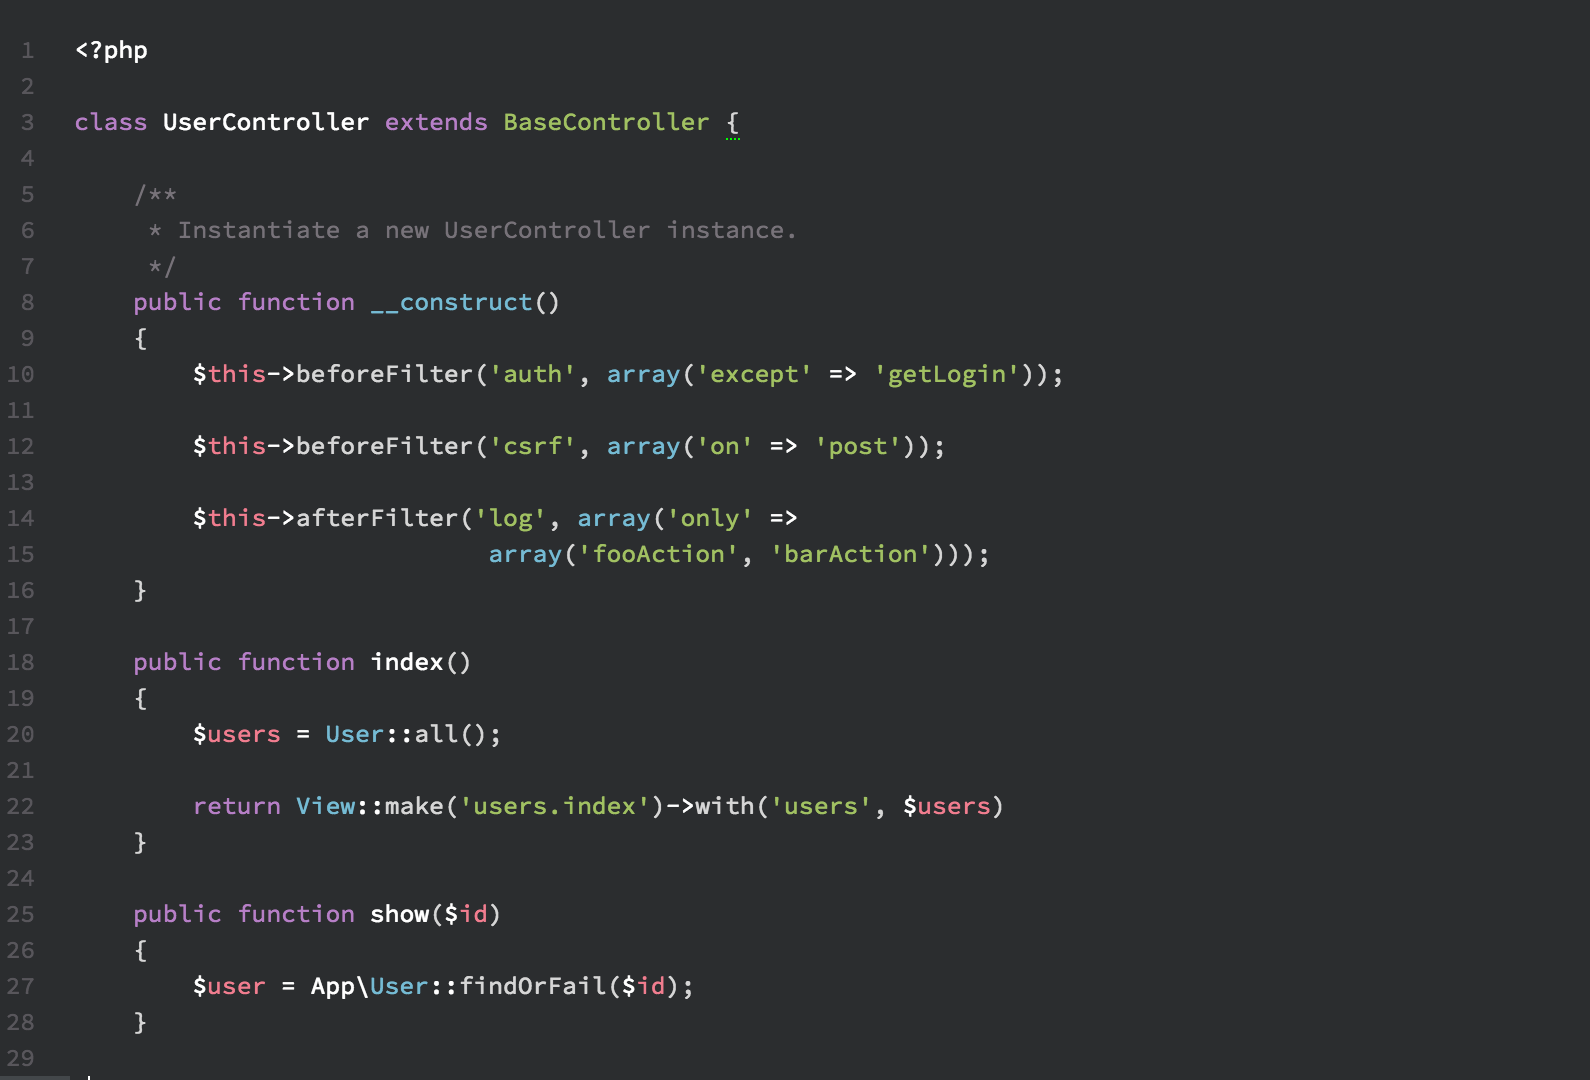 1 <?php
2
3 class UserController extends BaseController {
4
5     /**
6      * Instantiate a new UserController instance.
7      */
8     public function __construct()
9     {
10         $this->beforeFilter('auth', array('except' => 'getLogin'));
11
12         $this->beforeFilter('csrf', array('on' => 'post'));
13
14         $this->afterFilter('log', array('only' =>
15                             array('fooAction', 'barAction')));
16     }
17
18     public function index()
19     {
20         $users = User::all();
21
22         return View::make('users.index')->with('users', $users)
23     }
24
25     public function show($id)
26     {
27         $user = App\User::findOrFail($id);
28     }
29